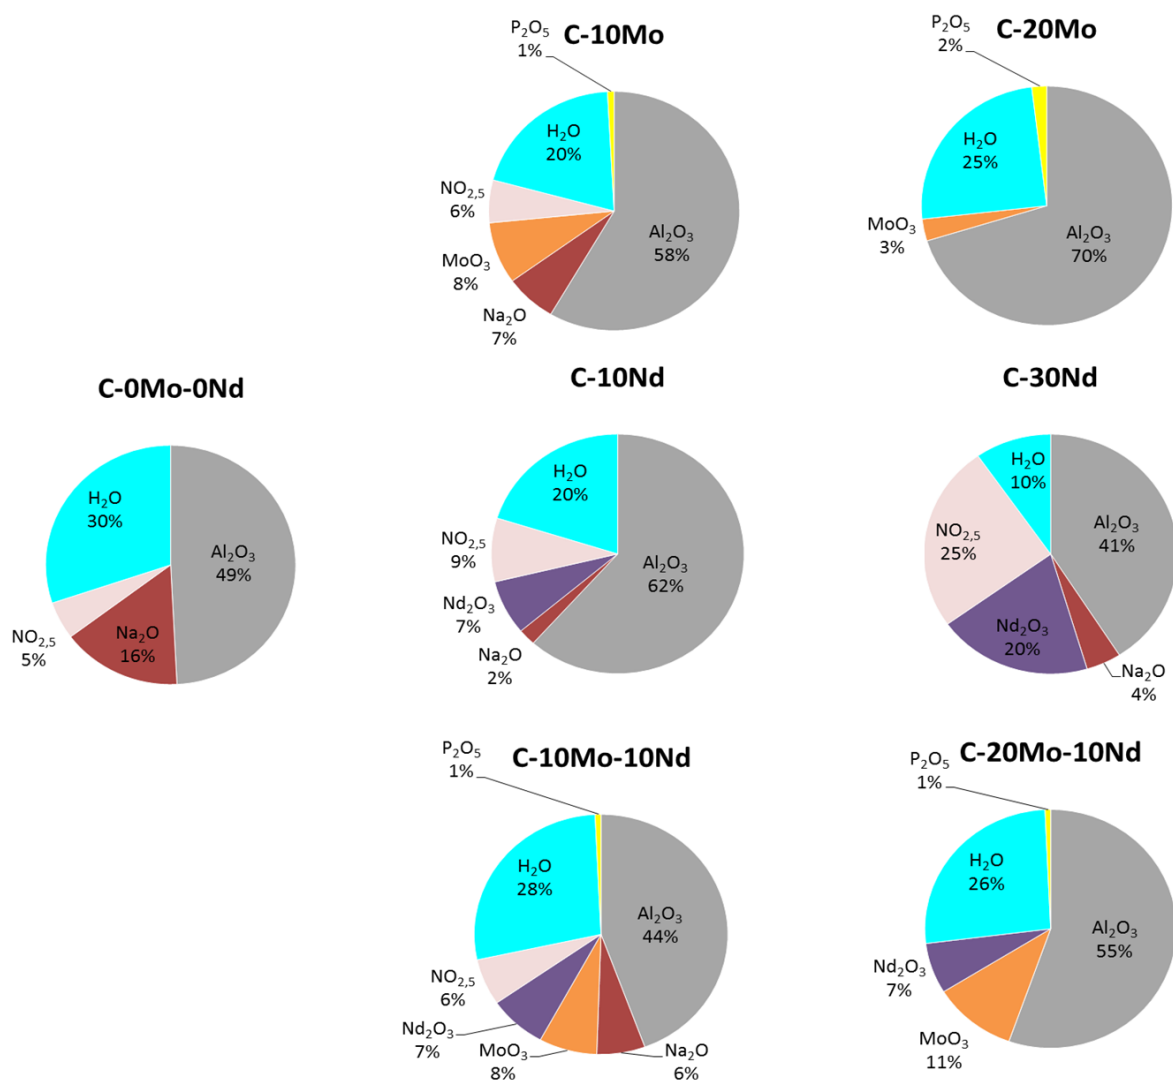 C-10Mo
P₂O₅
1%
H₂O
20%
NO₂,₅
6%
MoO₃
8%
Na₂O
7%
Al₂O₃
58%
C-20Mo
P₂O₅
2%
H₂O
25%
MoO₃
3%
Al₂O₃
70%
C-0Mo-0Nd
H₂O
30%
NO₂,₅
5%
Na₂O
16%
Al₂O₃
49%
C-10Nd
H₂O
20%
NO₂,₅
9%
Nd₂O₃
7%
Na₂O
2%
Al₂O₃
62%
C-30Nd
H₂O
10%
NO₂,₅
25%
Nd₂O₃
20%
Na₂O
4%
Al₂O₃
41%
C-10Mo-10Nd
P₂O₅
1%
H₂O
28%
NO₂,₅
6%
Nd₂O₃
7%
MoO₃
8%
Na₂O
6%
Al₂O₃
44%
C-20Mo-10Nd
P₂O₅
1%
H₂O
26%
Nd₂O₃
7%
MoO₃
11%
Al₂O₃
55%